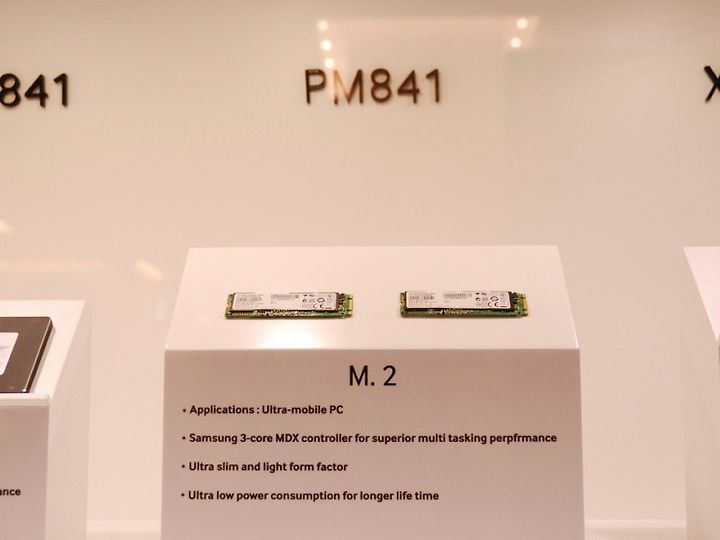 841
PM841
X
M. 2
• Applications : Ultra-mobile PC
• Samsung 3-core MDX controller for superior multi tasking perpfrmance
• Ultra slim and light form factor
• Ultra low power consumption for longer life time
ance